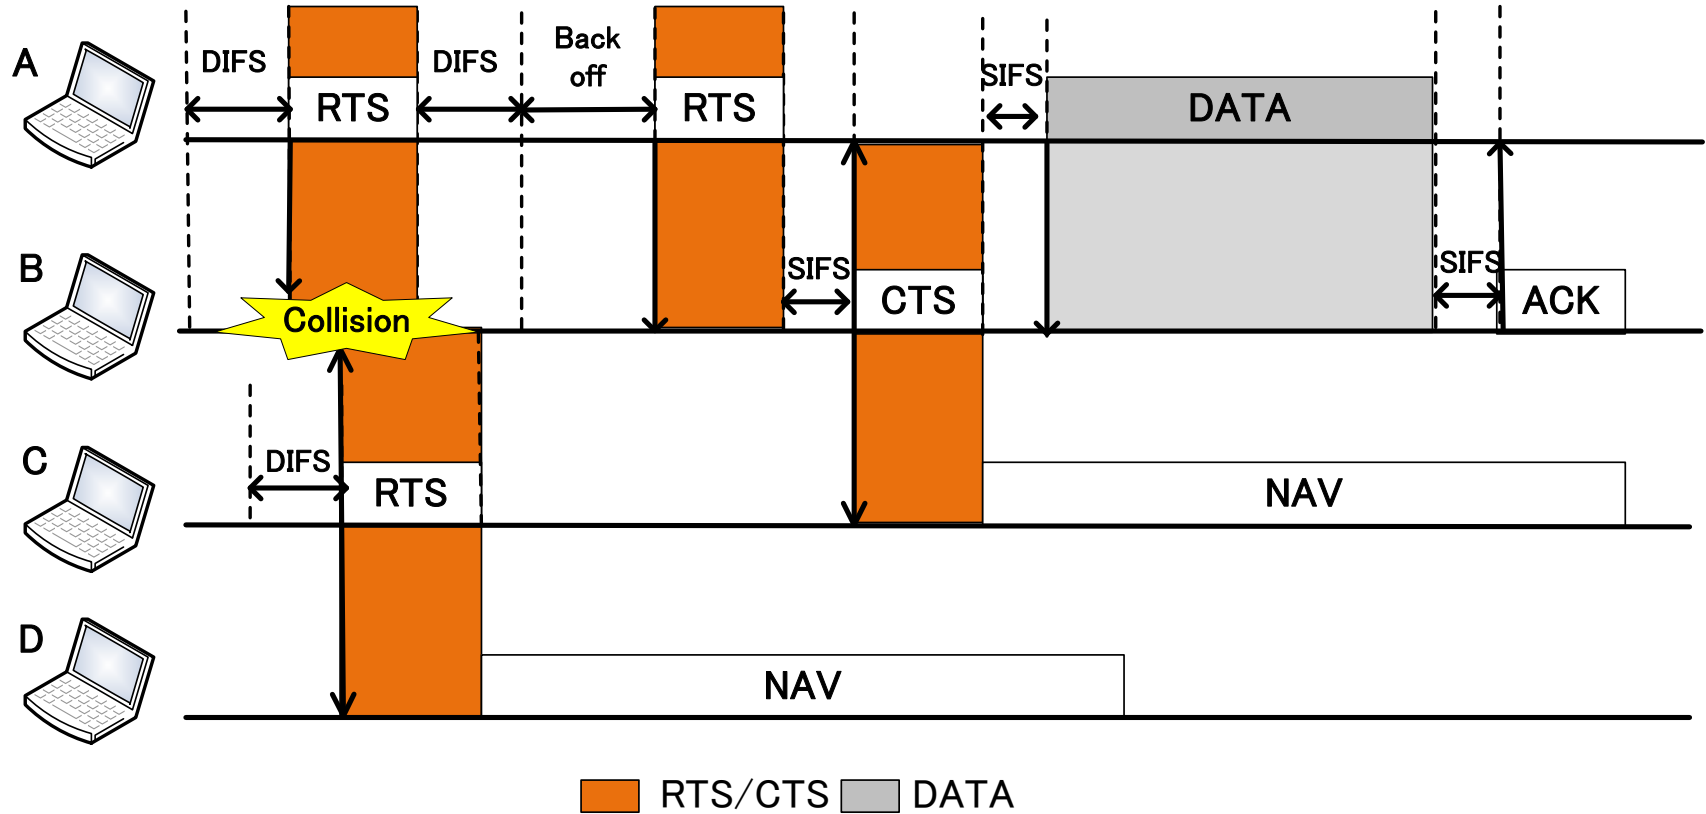 A
DIFS
RTS
DIFS
Back
off
RTS
SIFS
DATA
B
Collision
SIFS
CTS
SIFS
ACK
C
DIFS
RTS
NAV
D
NAV
RTS/CTS
DATA